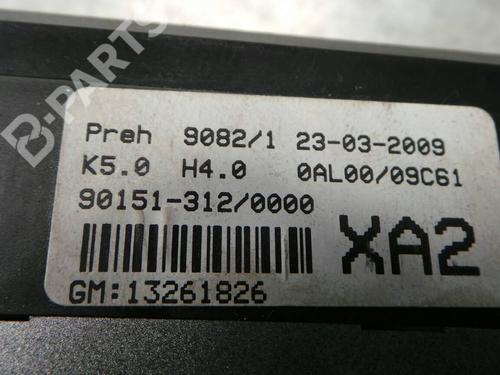 B-PARTS
Preh 9082/1 23-03-2009
K5.0 H4.0 0AL00/09C61
90151-312/0000
XA2
GM:13261826